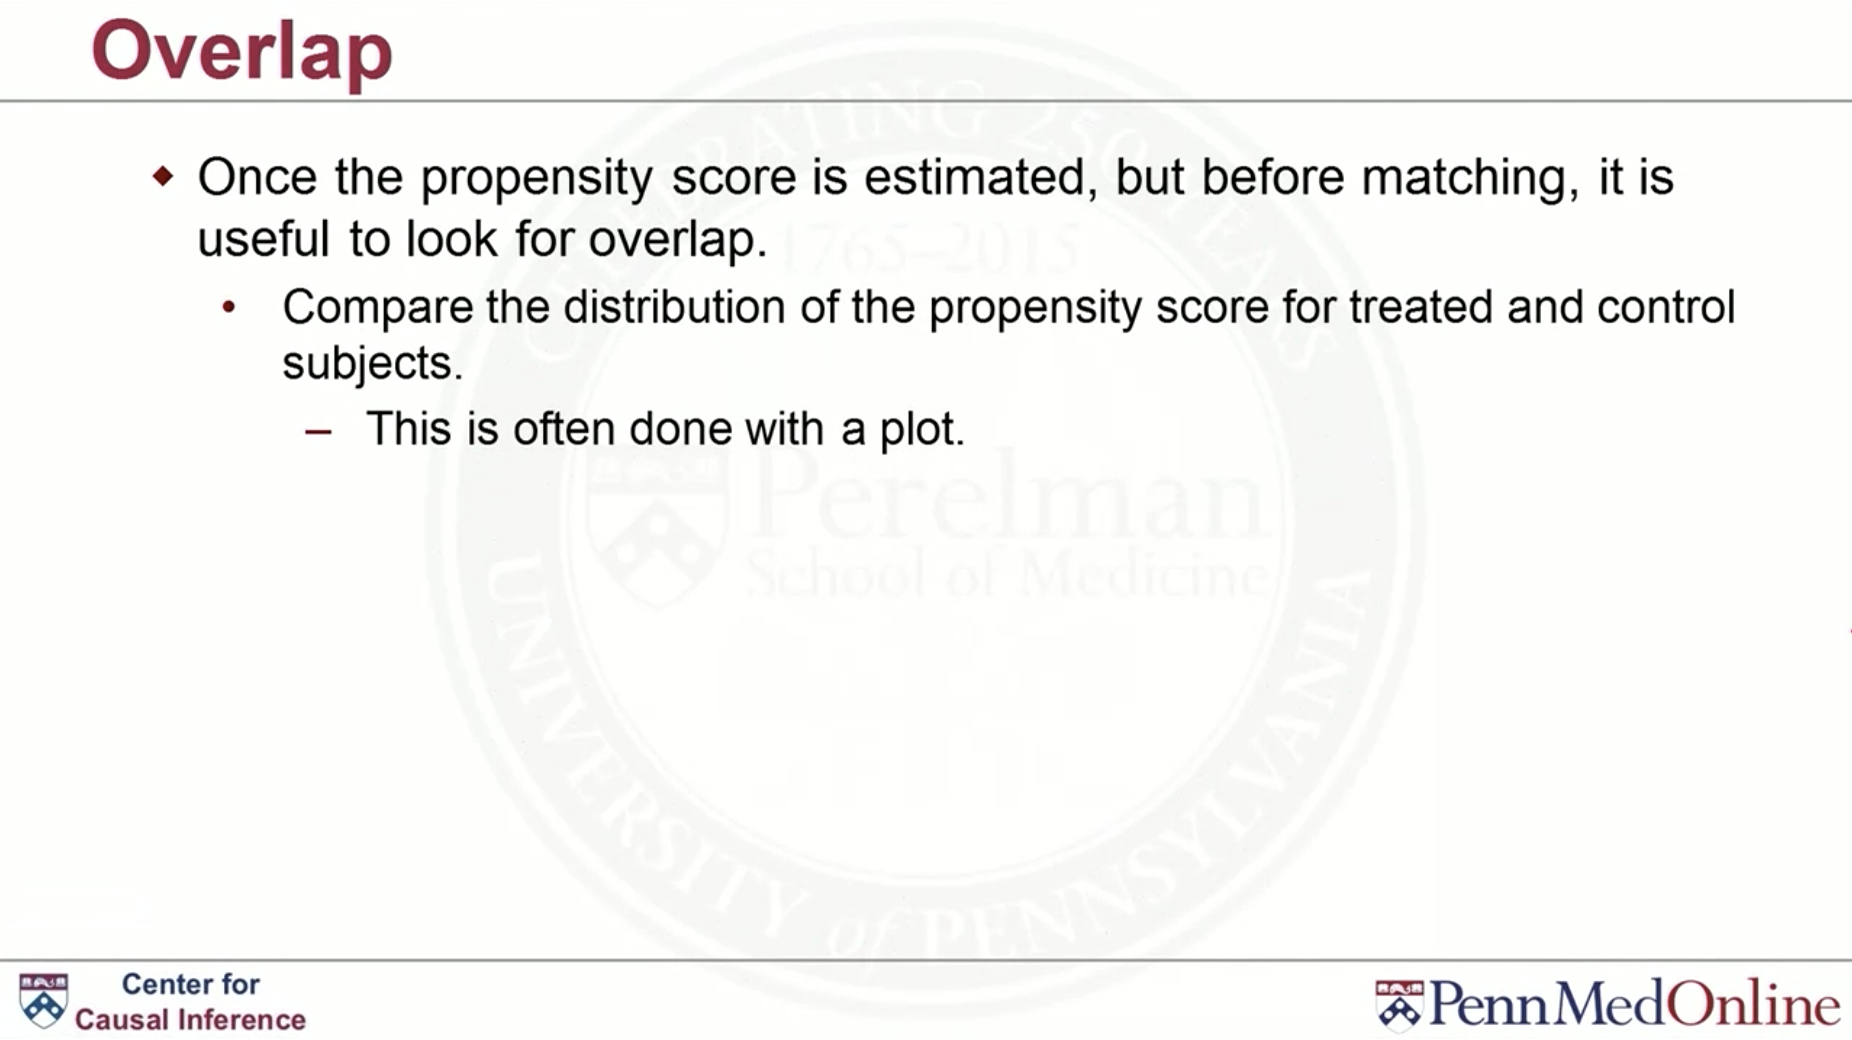 Overlap
◆ Once the propensity score is estimated, but before matching, it is
useful to look for overlap.
• Compare the distribution of the propensity score for treated and control
subjects.
– This is often done with a plot.
CELEBRATING 250 YEARS
1765–2015
Perelman
School of Medicine
UNIVERSITY of PENNSYLVANIA
Center for
Causal Inference
PennMedOnline